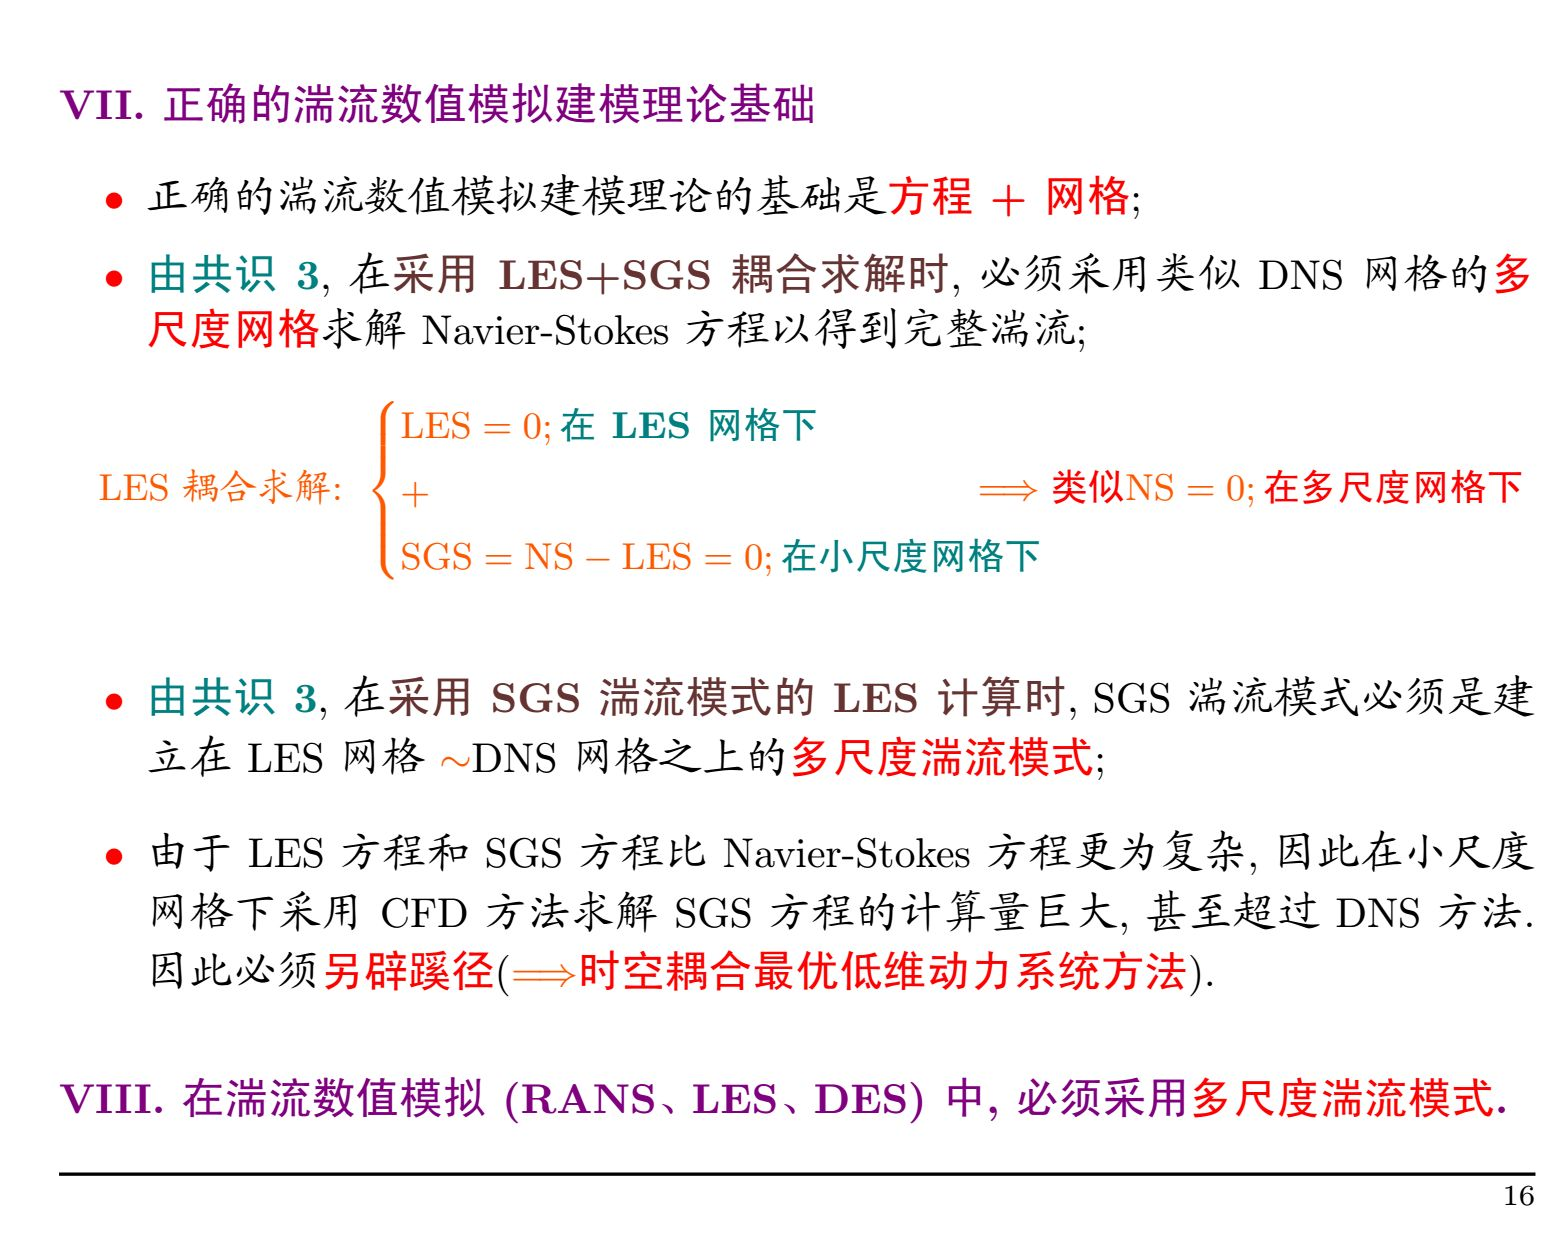 VII. 正确的湍流数值模拟建模理论基础
• 正确的湍流数值模拟建模理论的基础是方程 + 网格;
• 由共识 3, 在采用 LES+SGS 耦合求解时, 必须采用类似 DNS 网格的多
尺度网格求解 Navier-Stokes 方程以得到完整湍流;
LES = 0; 在 LES 网格下
LES 耦合求解: { + ⟹ 类似NS = 0; 在多尺度网格下
SGS = NS − LES = 0; 在小尺度网格下
• 由共识 3, 在采用 SGS 湍流模式的 LES 计算时, SGS 湍流模式必须是建
立在 LES 网格 ∼DNS 网格之上的多尺度湍流模式;
• 由于 LES 方程和 SGS 方程比 Navier-Stokes 方程更为复杂, 因此在小尺度
网格下采用 CFD 方法求解 SGS 方程的计算量巨大, 甚至超过 DNS 方法.
因此必须另辟蹊径(⟹时空耦合最优低维动力系统方法).
VIII. 在湍流数值模拟 (RANS、LES、DES) 中, 必须采用多尺度湍流模式.
16